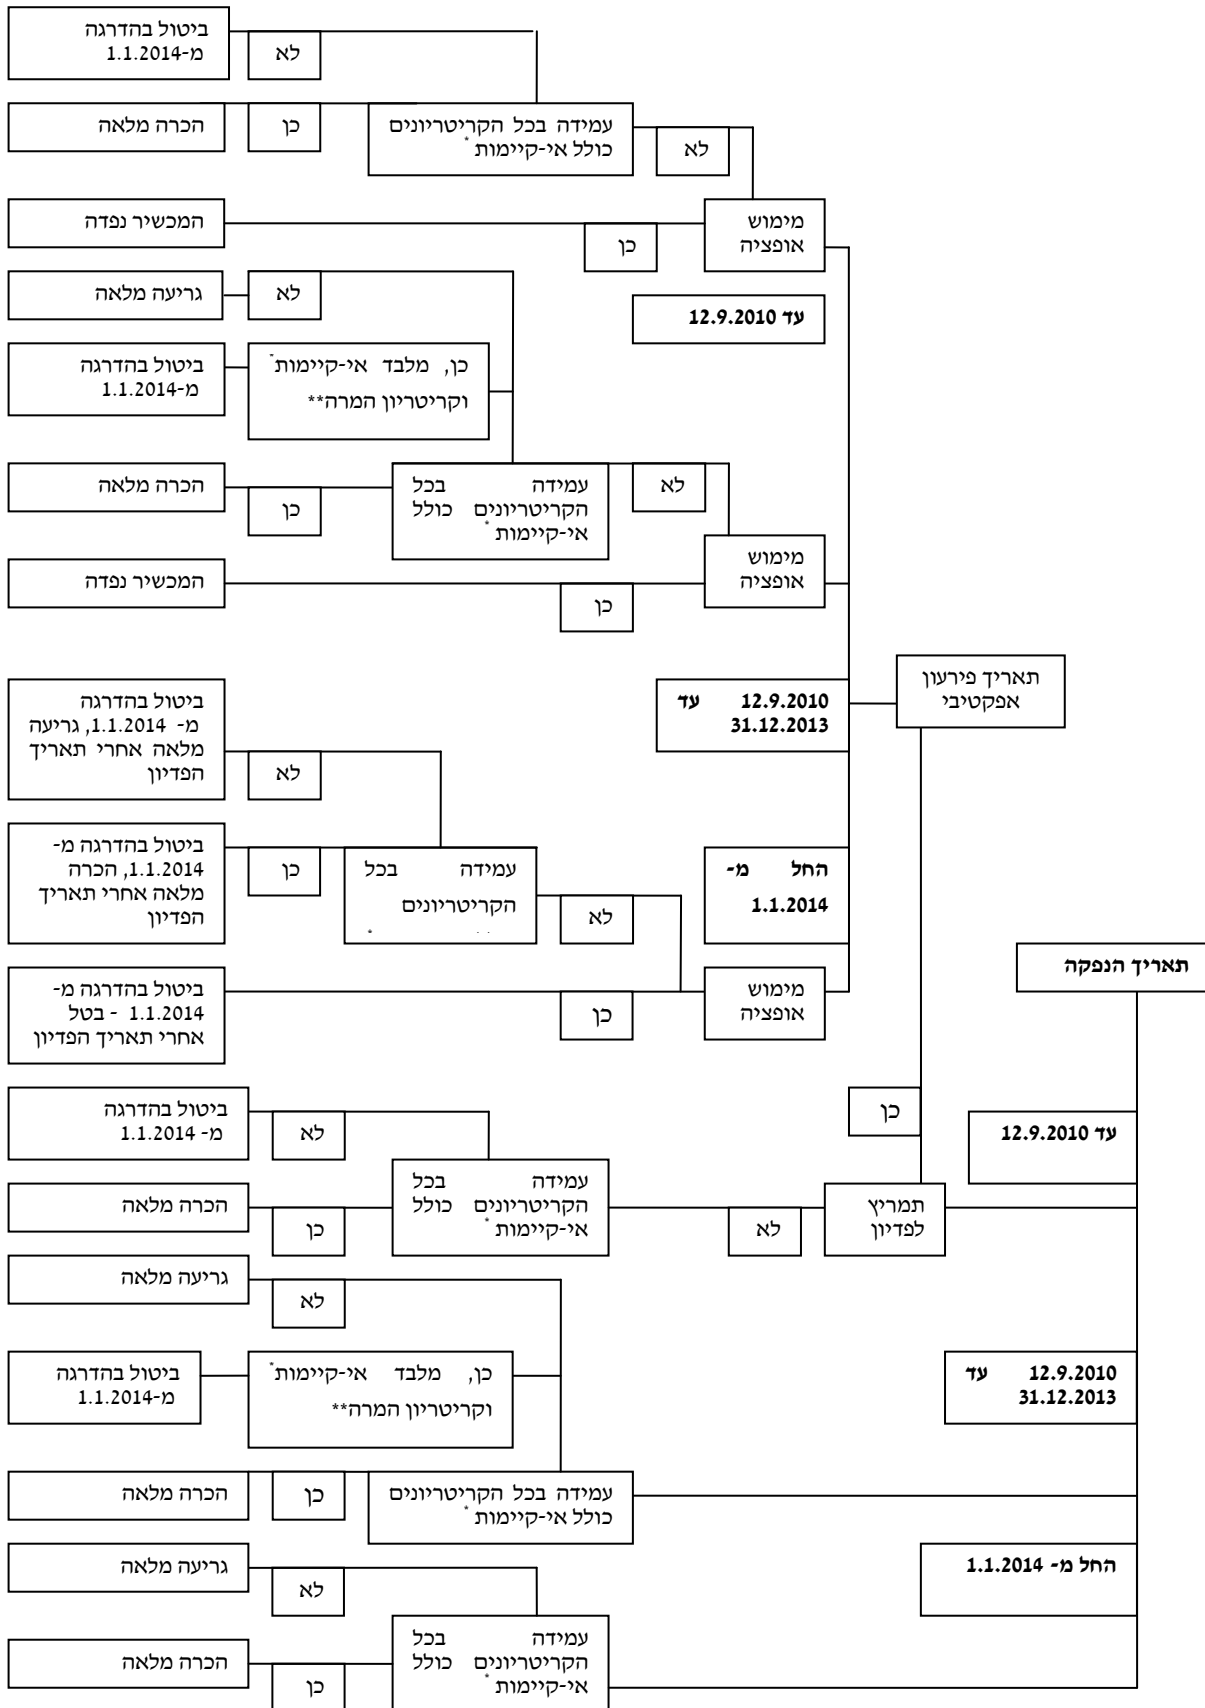 ביטול בהדרגה
מ-1.1.2014
לא
הכרה מלאה
כן
עמידה בכל הקריטריונים
כולל אי-קיימות*
לא
המכשיר נפדה
כן
מימוש
אופציה
גריעה מלאה
לא
עד 12.9.2010
ביטול בהדרגה
מ-1.1.2014
כן, מלבד אי-קיימות*
וקריטריון המרה**
הכרה מלאה
כן
עמידה בכל
הקריטריונים כולל
אי-קיימות*
לא
המכשיר נפדה
כן
מימוש
אופציה
תאריך פירעון
אפקטיבי
12.9.2010 עד
31.12.2013
ביטול בהדרגה
מ- 1.1.2014, גריעה
מלאה אחרי תאריך
הפדיון
לא
ביטול בהדרגה מ-
1.1.2014, הכרה
מלאה אחרי תאריך
הפדיון
כן
עמידה בכל
הקריטריונים
לא
החל מ-
1.1.2014
תאריך הנפקה
ביטול בהדרגה מ-
1.1.2014 - בטל
אחרי תאריך הפדיון
כן
מימוש
אופציה
ביטול בהדרגה
מ- 1.1.2014
לא
כן
עד 12.9.2010
הכרה מלאה
כן
עמידה בכל
הקריטריונים כולל
אי-קיימות*
לא
תמריץ
לפדיון
גריעה מלאה
לא
ביטול בהדרגה
מ-1.1.2014
כן, מלבד אי-קיימות*
וקריטריון המרה**
12.9.2010 עד
31.12.2013
הכרה מלאה
כן
עמידה בכל הקריטריונים
כולל אי-קיימות*
גריעה מלאה
לא
החל מ- 1.1.2014
הכרה מלאה
כן
עמידה בכל
הקריטריונים כולל
אי-קיימות*